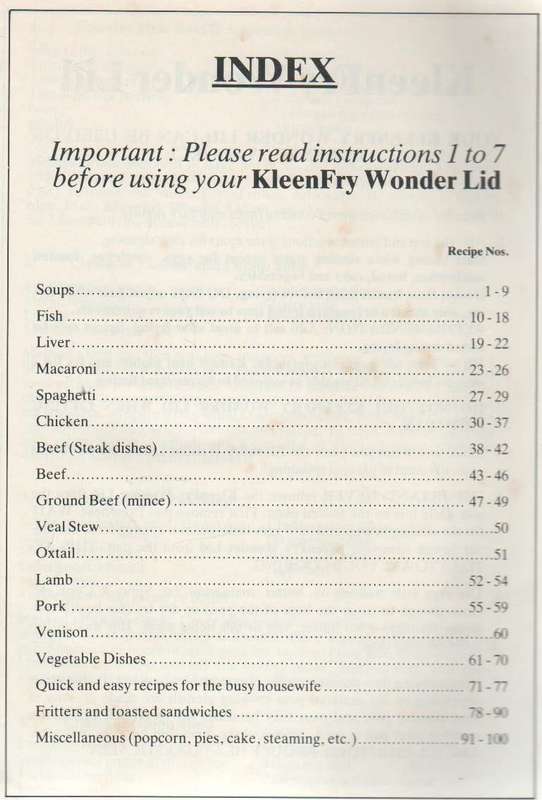 INDEX
Important : Please read instructions 1 to 7
before using your KleenFry Wonder Lid
Recipe Nos.
Soups 1 - 9
Fish 10 - 18
Liver 19 - 22
Macaroni 23 - 26
Spaghetti 27 - 29
Chicken 30 - 37
Beef (Steak dishes) 38 - 42
Beef 43 - 46
Ground Beef (mince) 47 - 49
Veal Stew 50
Oxtail 51
Lamb 52 - 54
Pork 55 - 59
Venison 60
Vegetable Dishes 61 - 70
Quick and easy recipes for the busy housewife 71 - 77
Fritters and toasted sandwiches 78 - 90
Miscellaneous (popcorn, pies, cake, steaming, etc.) 91 - 100